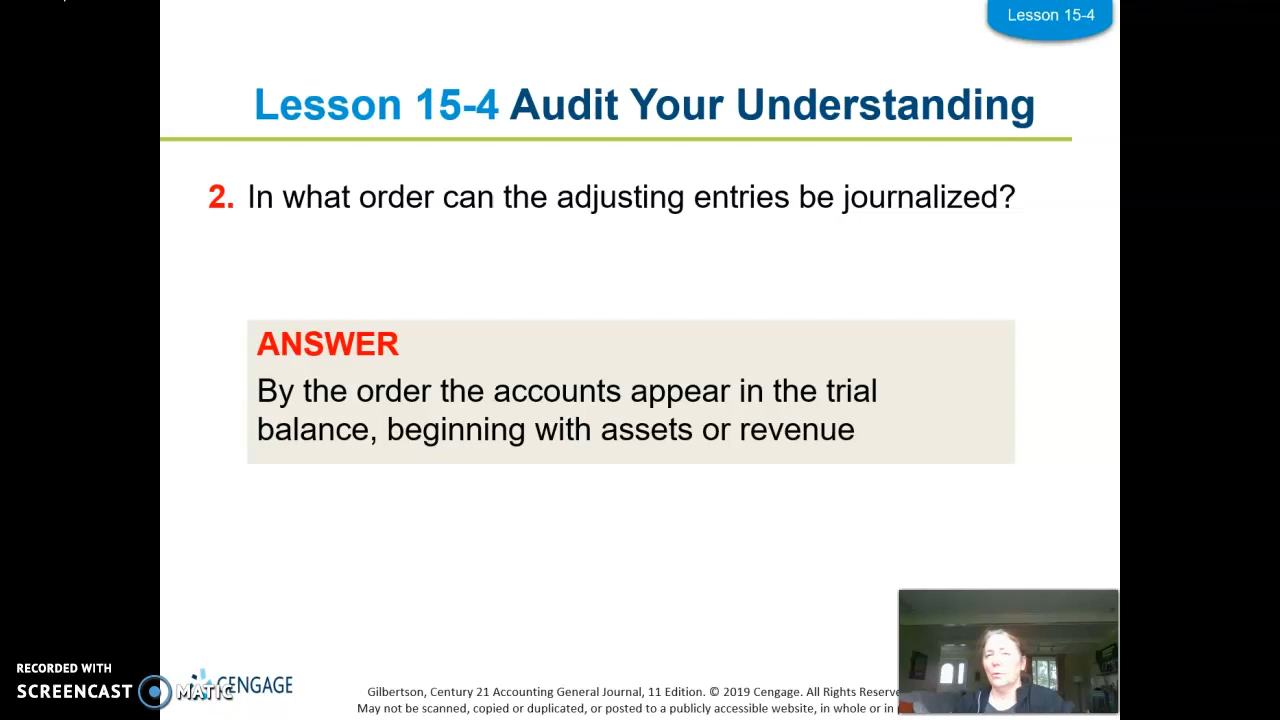 Lesson 15-4
Lesson 15-4 Audit Your Understanding
2. In what order can the adjusting entries be journalized?
ANSWER
By the order the accounts appear in the trial
balance, beginning with assets or revenue
RECORDED WITH
SCREENCAST MATIC
CENGAGE
Gilbertson, Century 21 Accounting General Journal, 11 Edition. © 2019 Cengage. All Rights
May not be scanned, copied or duplicated, or posted to a publicly accessible website, in whole or in